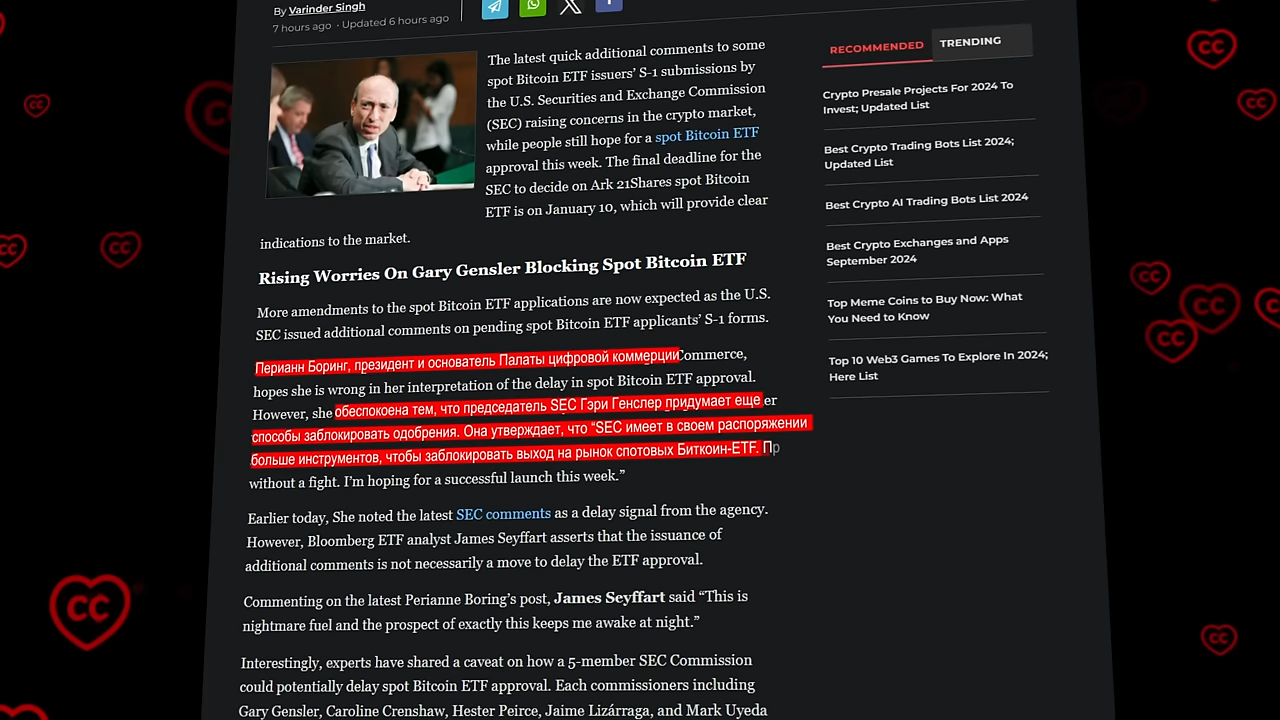 By Varinder Singh
7 hours ago · Updated 6 hours ago
The latest quick additional comments to some
spot Bitcoin ETF issuers’ S-1 submissions by
the U.S. Securities and Exchange Commission
(SEC) raising concerns in the crypto market,
while people still hope for a spot Bitcoin ETF
approval this week. The final deadline for the
SEC to decide on Ark 21Shares spot Bitcoin
ETF is on January 10, which will provide clear
indications to the market.
Rising Worries On Gary Gensler Blocking Spot Bitcoin ETF
More amendments to the spot Bitcoin ETF applications are now expected as the U.S.
SEC issued additional comments on pending spot Bitcoin ETF applicants’ S-1 forms.
Перианн Боринг, президент и основатель Палаты цифровой коммерции Commerce,
hopes she is wrong in her interpretation of the delay in spot Bitcoin ETF approval.
However, she обеспокоена тем, что председатель SEC Гэри Генслер придумает еще er
способы заблокировать одобрения. Она утверждает, что “SEC имеет в своем распоряжении
больше инструментов, чтобы заблокировать выход на рынок спотовых Биткоин-ETF. Пр
without a fight. I’m hoping for a successful launch this week.”
Earlier today, She noted the latest SEC comments as a delay signal from the agency.
However, Bloomberg ETF analyst James Seyffart asserts that the issuance of
additional comments is not necessarily a move to delay the ETF approval.
Commenting on the latest Perianne Boring’s post, James Seyffart said “This is
nightmare fuel and the prospect of exactly this keeps me awake at night.”
Interestingly, experts have shared a caveat on how a 5-member SEC Commission
could potentially delay spot Bitcoin ETF approval. Each commissioners including
Gary Gensler, Caroline Crenshaw, Hester Peirce, Jaime Lizárraga, and Mark Uyeda
RECOMMENDED
TRENDING
Crypto Presale Projects For 2024 To
Invest; Updated List
Best Crypto Trading Bots List 2024;
Updated List
Best Crypto AI Trading Bots List 2024
Best Crypto Exchanges and Apps
September 2024
Top Meme Coins to Buy Now: What
You Need to Know
Top 10 Web3 Games To Explore In 2024;
Here List
CC
CC
CC
CC
CC
CC
CC
CC
CC
CC
CC
CC